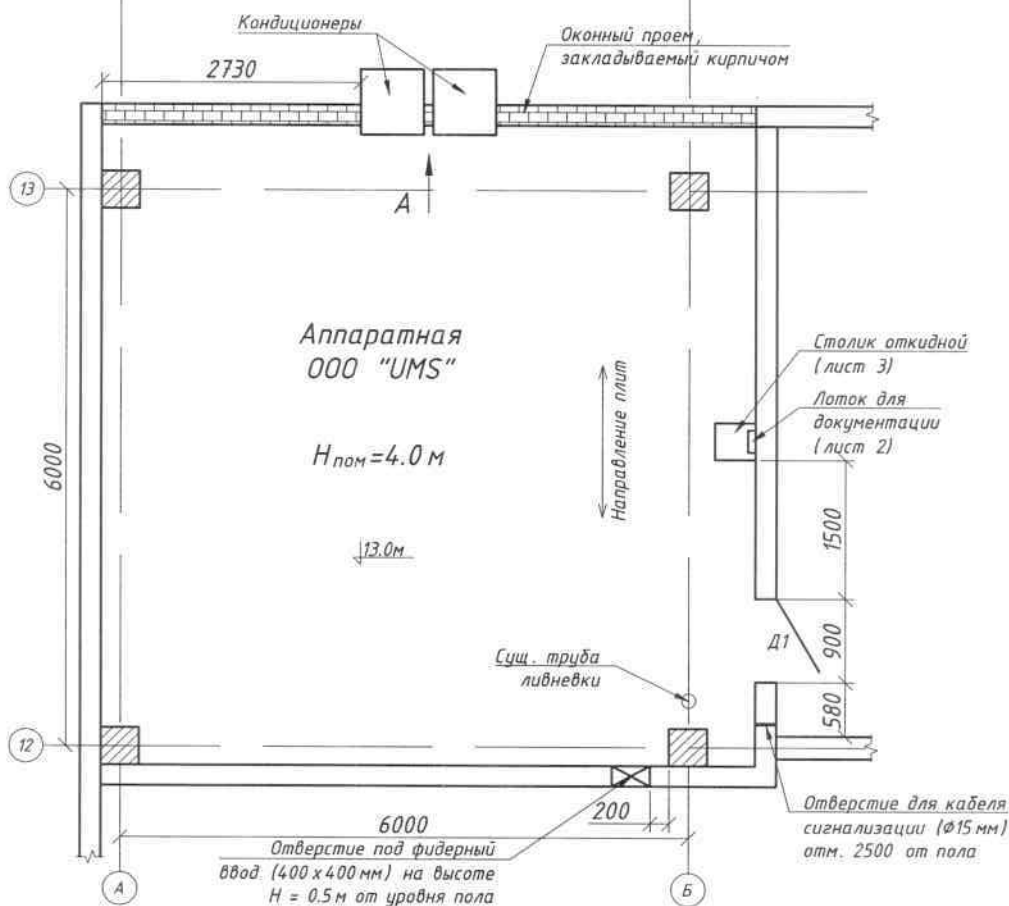 Кондиционеры
Оконный проем,
закладываемый кирпичом
2730
13
А
Аппаратная
ООО "UMS"
Hпом=4.0 м
Направление плит
6000
Столик откидной
(лист 3)
Лоток для
документации
(лист 2)
1500
13.0м
Д1
900
Сущ. труба
ливневки
580
12
200
6000
Отверстие под фидерный
ввод (400 х 400 мм) на высоте
H = 0.5 м от уровня пола
Отверстие для кабеля
сигнализации (Ф15 мм)
отм. 2500 от пола
А
Б